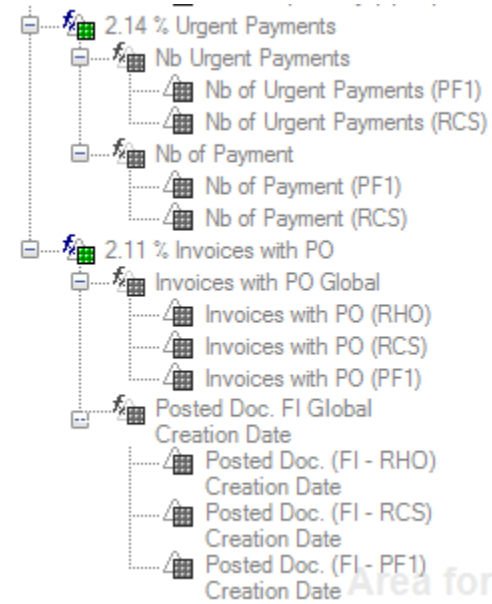 2.14 % Urgent Payments
Nb Urgent Payments
Nb of Urgent Payments (PF1)
Nb of Urgent Payments (RCS)
Nb of Payment
Nb of Payment (PF1)
Nb of Payment (RCS)
2.11 % Invoices with PO
Invoices with PO Global
Invoices with PO (RHO)
Invoices with PO (RCS)
Invoices with PO (PF1)
Posted Doc. FI Global
Creation Date
Posted Doc. (FI - RHO)
Creation Date
Posted Doc. (FI - RCS)
Creation Date
Posted Doc. (FI - PF1)
Creation Date
Area for